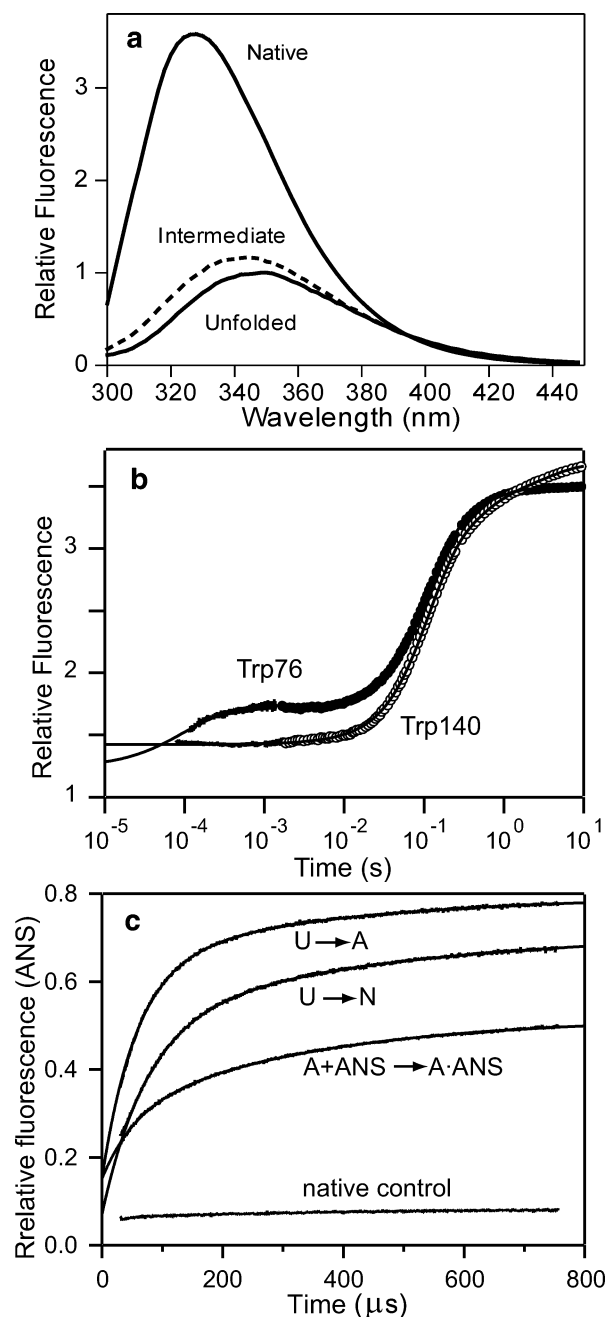 a
Native
Intermediate
Unfolded
Relative Fluorescence
3
2
1
0
300 320 340 360 380 400 420 440
Wavelength (nm)
b
Trp76
Trp140
Relative Fluorescence
3
2
1
10^-5 10^-4 10^-3 10^-2 10^-1 10^0 10^1
Time (s)
c
U→A
U→N
A+ANS→A·ANS
native control
Rrelative fluorescence (ANS)
0.8
0.6
0.4
0.2
0.0
0 200 400 600 800
Time (μs)